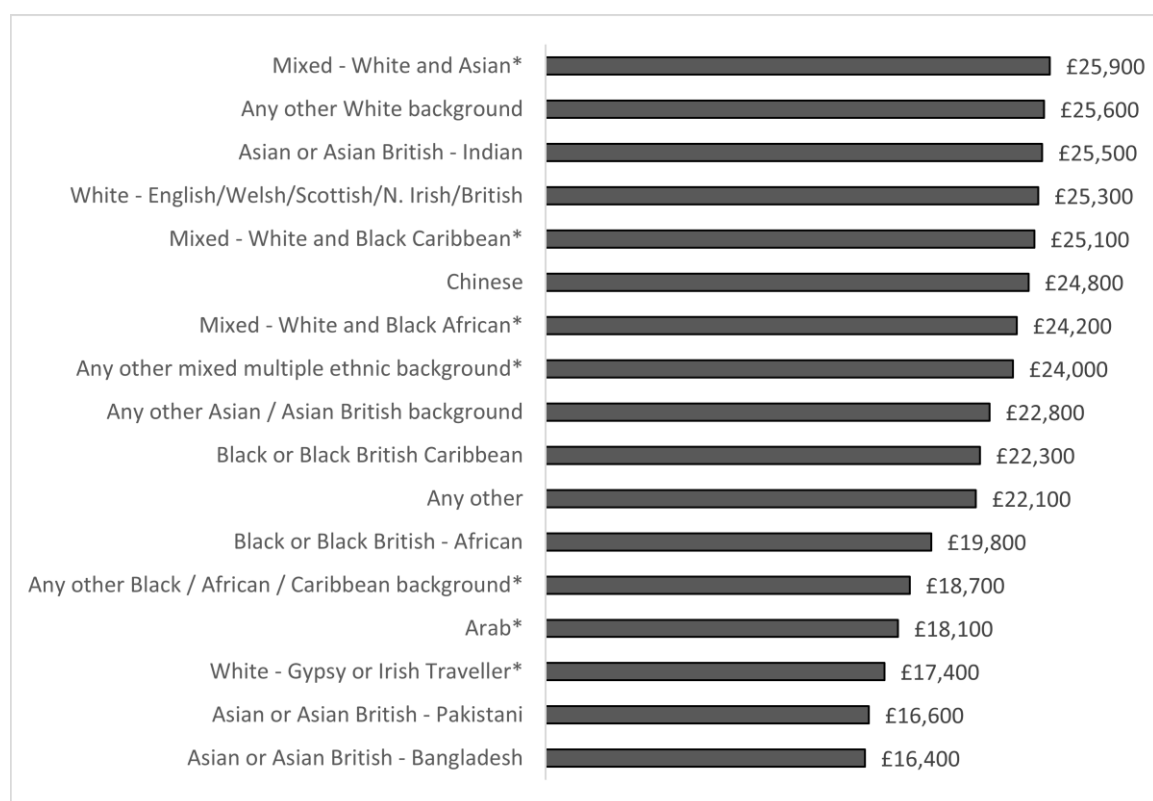 Mixed - White and Asian* £25,900
Any other White background £25,600
Asian or Asian British - Indian £25,500
White - English/Welsh/Scottish/N. Irish/British £25,300
Mixed - White and Black Caribbean* £25,100
Chinese £24,800
Mixed - White and Black African* £24,200
Any other mixed multiple ethnic background* £24,000
Any other Asian / Asian British background £22,800
Black or Black British Caribbean £22,300
Any other £22,100
Black or Black British - African £19,800
Any other Black / African / Caribbean background* £18,700
Arab* £18,100
White - Gypsy or Irish Traveller* £17,400
Asian or Asian British - Pakistani £16,600
Asian or Asian British - Bangladesh £16,400